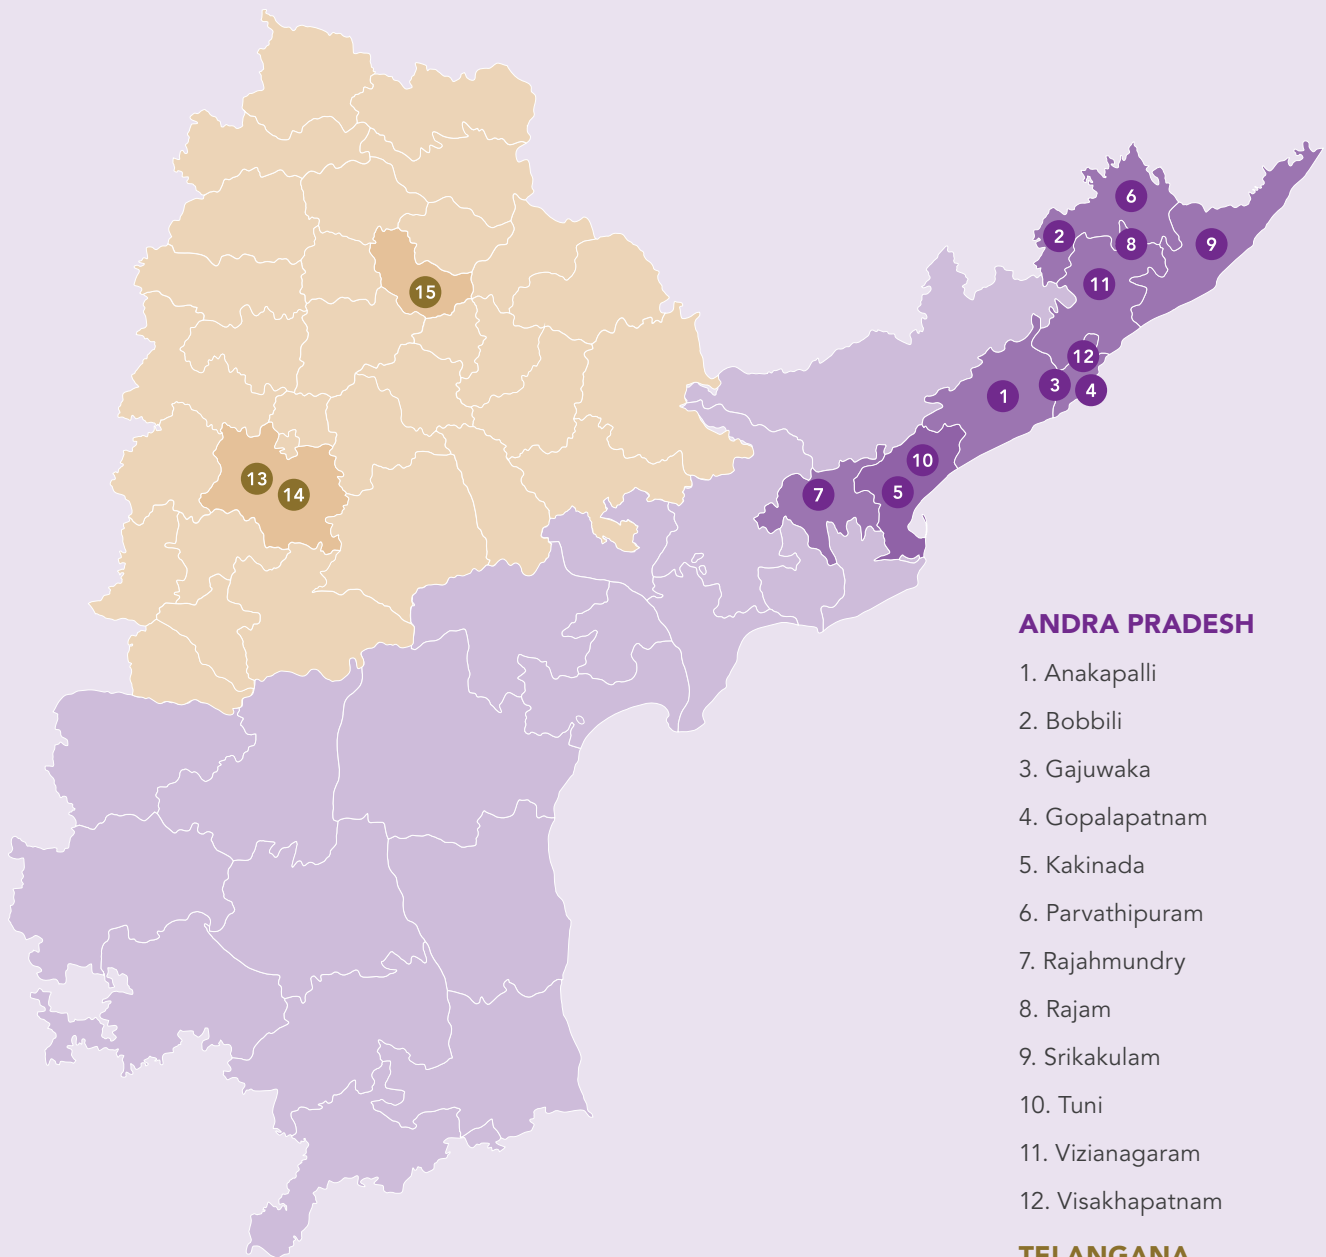 6
2
8
9
11
15
12
3
4
1
10
13
14
7
5
ANDRA PRADESH
1. Anakapalli
2. Bobbili
3. Gajuwaka
4. Gopalapatnam
5. Kakinada
6. Parvathipuram
7. Rajahmundry
8. Rajam
9. Srikakulam
10. Tuni
11. Vizianagaram
12. Visakhapatnam
TELANGANA